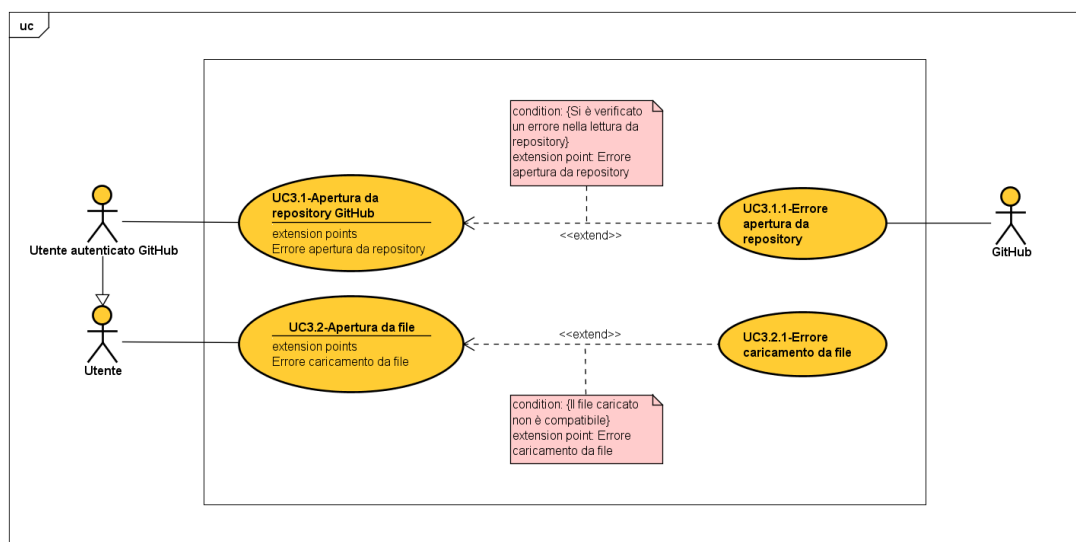 uc
condition: {Si è verificato
un errore nella lettura da
repository}
extension point: Errore
apertura da repository
UC3.1-Apertura da
repository GitHub
extension points
Errore apertura da repository
<<extend>>
UC3.1.1-Errore
apertura da
repository
Utente autenticato GitHub
GitHub
UC3.2-Apertura da file
extension points
Errore caricamento da file
<<extend>>
UC3.2.1-Errore
caricamento da file
Utente
condition: {Il file caricato
non è compatibile}
extension point: Errore
caricamento da file